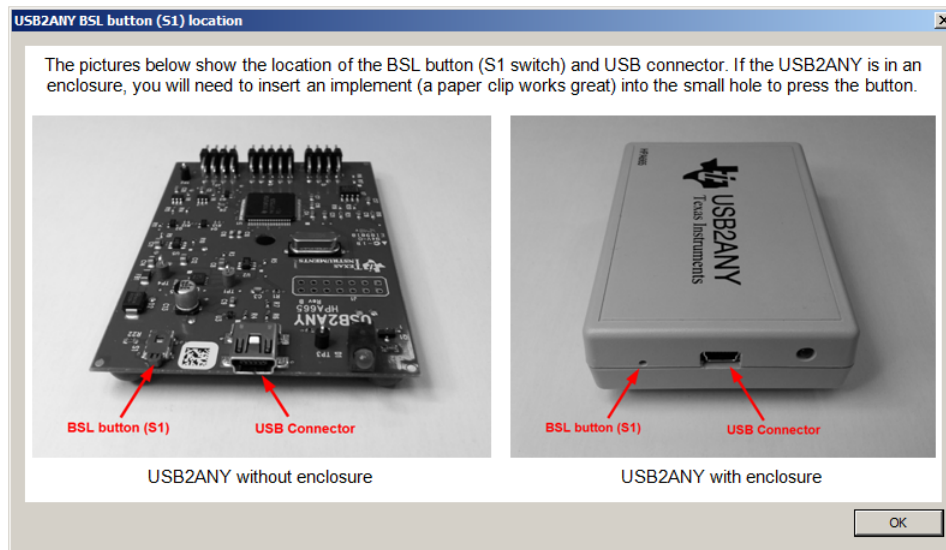 USB2ANY BSL button (S1) location
The pictures below show the location of the BSL button (S1 switch) and USB connector. If the USB2ANY is in an
enclosure, you will need to insert an implement (a paper clip works great) into the small hole to press the button.
TEXAS
INSTRUMENTS
J1
USB2ANY
HPA665
Rev B
R22
TP3
BSL button (S1)
USB Connector
USB2ANY without enclosure
HPA665
USB2ANY
Texas Instruments
BSL button (S1)
USB Connector
USB2ANY with enclosure
OK